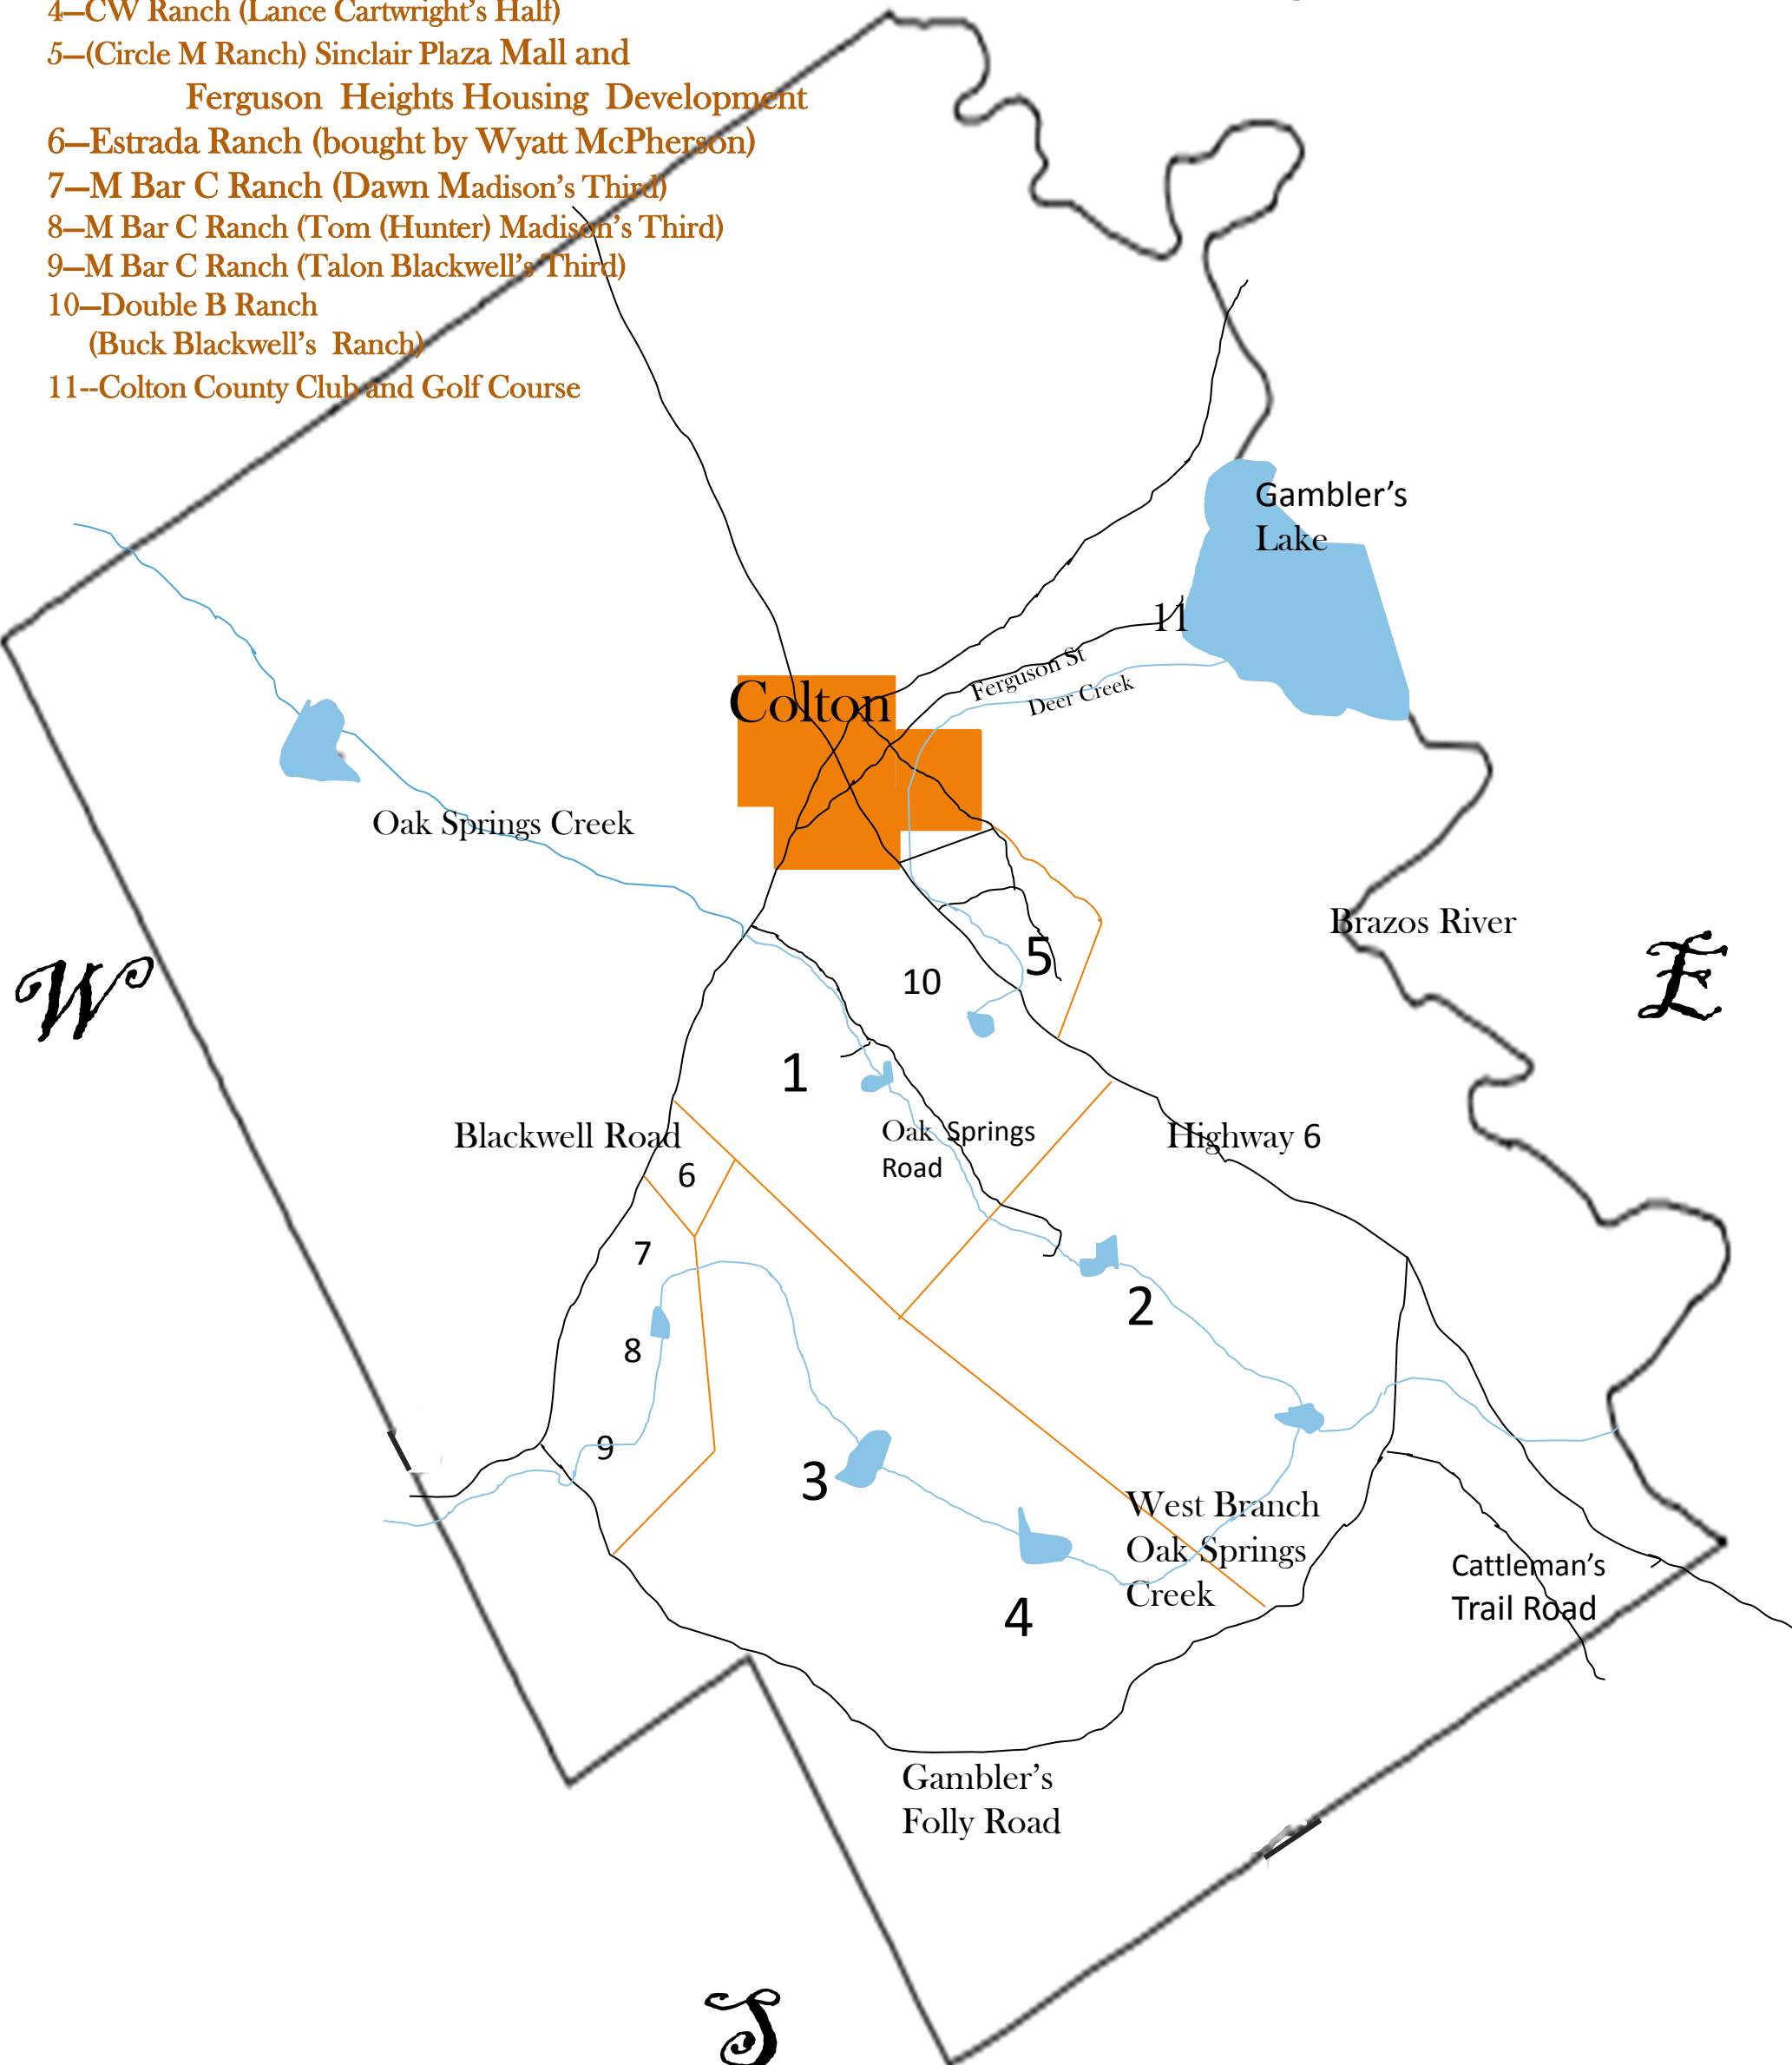 4—CW Ranch (Lance Cartwright’s Half)
5—(Circle M Ranch) Sinclair Plaza Mall and
Ferguson Heights Housing Development
6—Estrada Ranch (bought by Wyatt McPherson)
7—M Bar C Ranch (Dawn Madison’s Third)
8—M Bar C Ranch (Tom (Hunter) Madison’s Third)
9—M Bar C Ranch (Talon Blackwell’s Third)
10—Double B Ranch
(Buck Blackwell’s Ranch)
11--Colton County Club and Golf Course
Gambler’s
Lake
11
Ferguson St
Deer Creek
Colton
Oak Springs Creek
Brazos River
W
E
5
10
1
Blackwell Road
Oak Springs
Road
Highway 6
6
7
2
8
9
3
West Branch
Oak Springs
Creek
4
Cattleman’s
Trail Road
Gambler’s
Folly Road
S